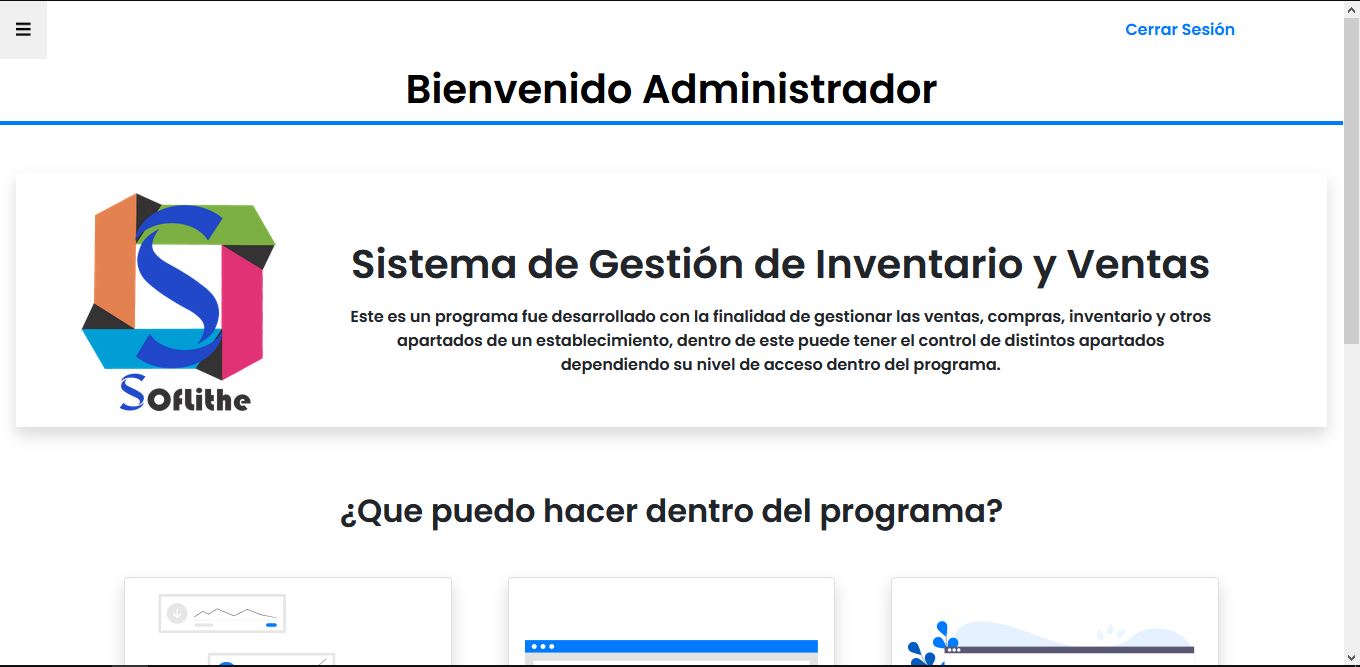 Cerrar Sesión
Bienvenido Administrador
Sistema de Gestión de Inventario y Ventas
Este es un programa fue desarrollado con la finalidad de gestionar las ventas, compras, inventario y otros
apartados de un establecimiento, dentro de este puede tener el control de distintos apartados
dependiendo su nivel de acceso dentro del programa.
Soflithe
¿Que puedo hacer dentro del programa?